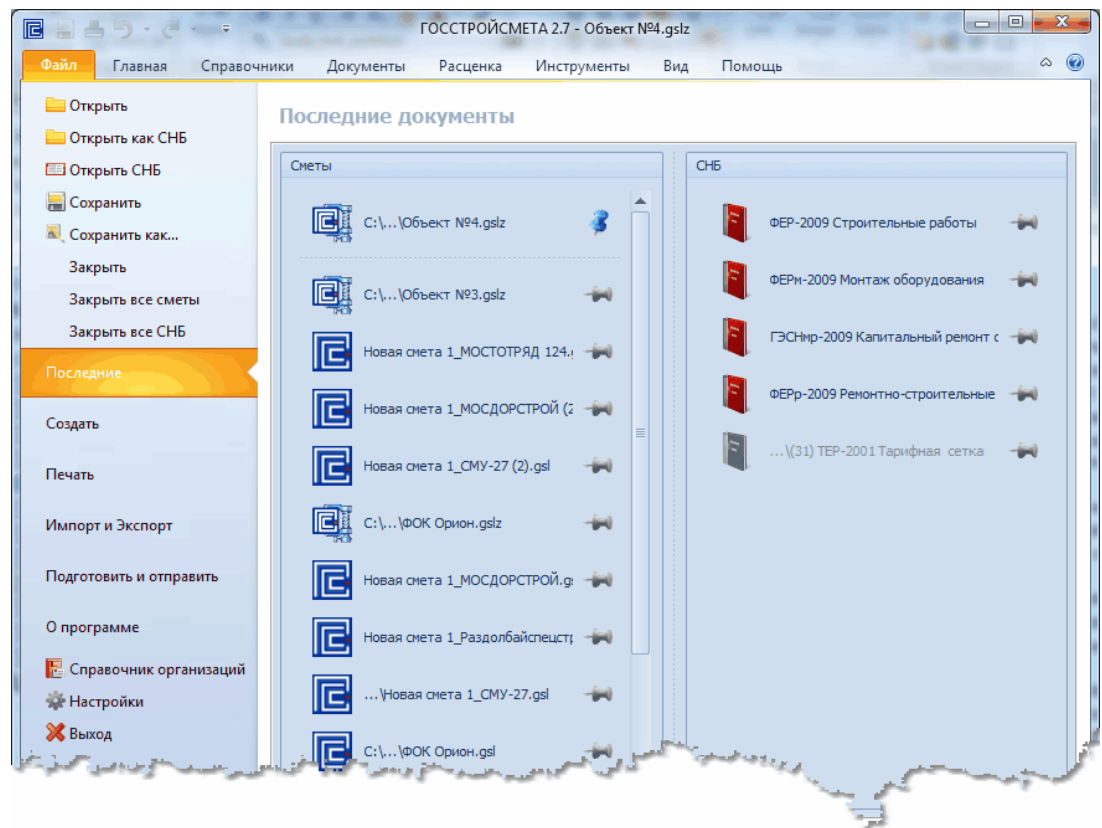 ГОССТРОЙСМЕТА 2.7 - Объект №4.gslz
Файл Главная Справочники Документы Расценка Инструменты Вид Помощь
Открыть
Открыть как СНБ
Открыть СНБ
Сохранить
Сохранить как...
Закрыть
Закрыть все сметы
Закрыть все СНБ
Последние
Создать
Печать
Импорт и Экспорт
Подготовить и отправить
О программе
Справочник организаций
Настройки
Выход
Последние документы
Сметы
C:\...\Объект №4.gslz
C:\...\Объект №3.gslz
Новая смета 1_МОСТОТРЯД 124.g
Новая смета 1_МОСДОРСТРОЙ (2
Новая смета 1_СМУ-27 (2).gsl
C:\...\ФОК Орион.gslz
Новая смета 1_МОСДОРСТРОЙ.gs
Новая смета 1_Раздолбайспецстр
...\Новая смета 1_СМУ-27.gsl
C:\...\ФОК Орион.gsl
СНБ
ФЕР-2009 Строительные работы
ФЕРм-2009 Монтаж оборудования
ГЭСНмр-2009 Капитальный ремонт о
ФЕРр-2009 Ремонтно-строительные
...\(31) ТЕР-2001 Тарифная сетка